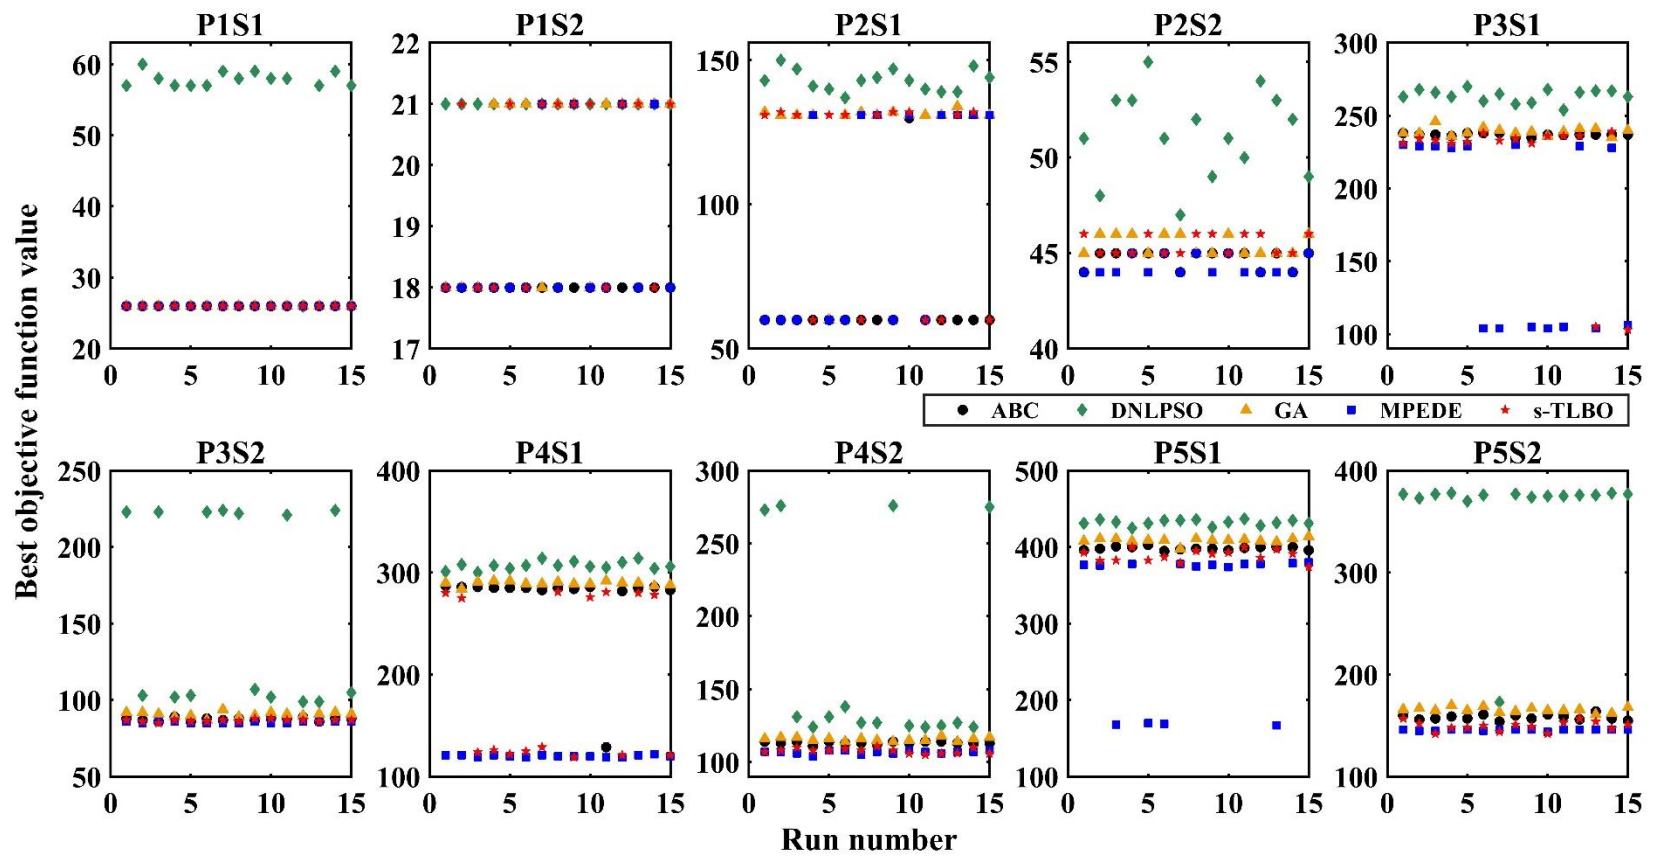 P1S1 P1S2 P2S1 P2S2 P3S1
60 22 150 55 300
50 21 250
20 100 50 200
40 19 150
30 18 45 100
20 17 50 40
0 5 10 15 0 5 10 15 0 5 10 15 0 5 10 15 0 5 10 15
Best objective function value
ABC DNLPSO GA MPEDE s-TLBO
P3S2 P4S1 P4S2 P5S1 P5S2
250 400 300 500 400
200 300 250 400 300
150 200 300
100 200 150 200 200
50 100 100 100 100
0 5 10 15 0 5 10 15 0 5 10 15 0 5 10 15 0 5 10 15
Run number